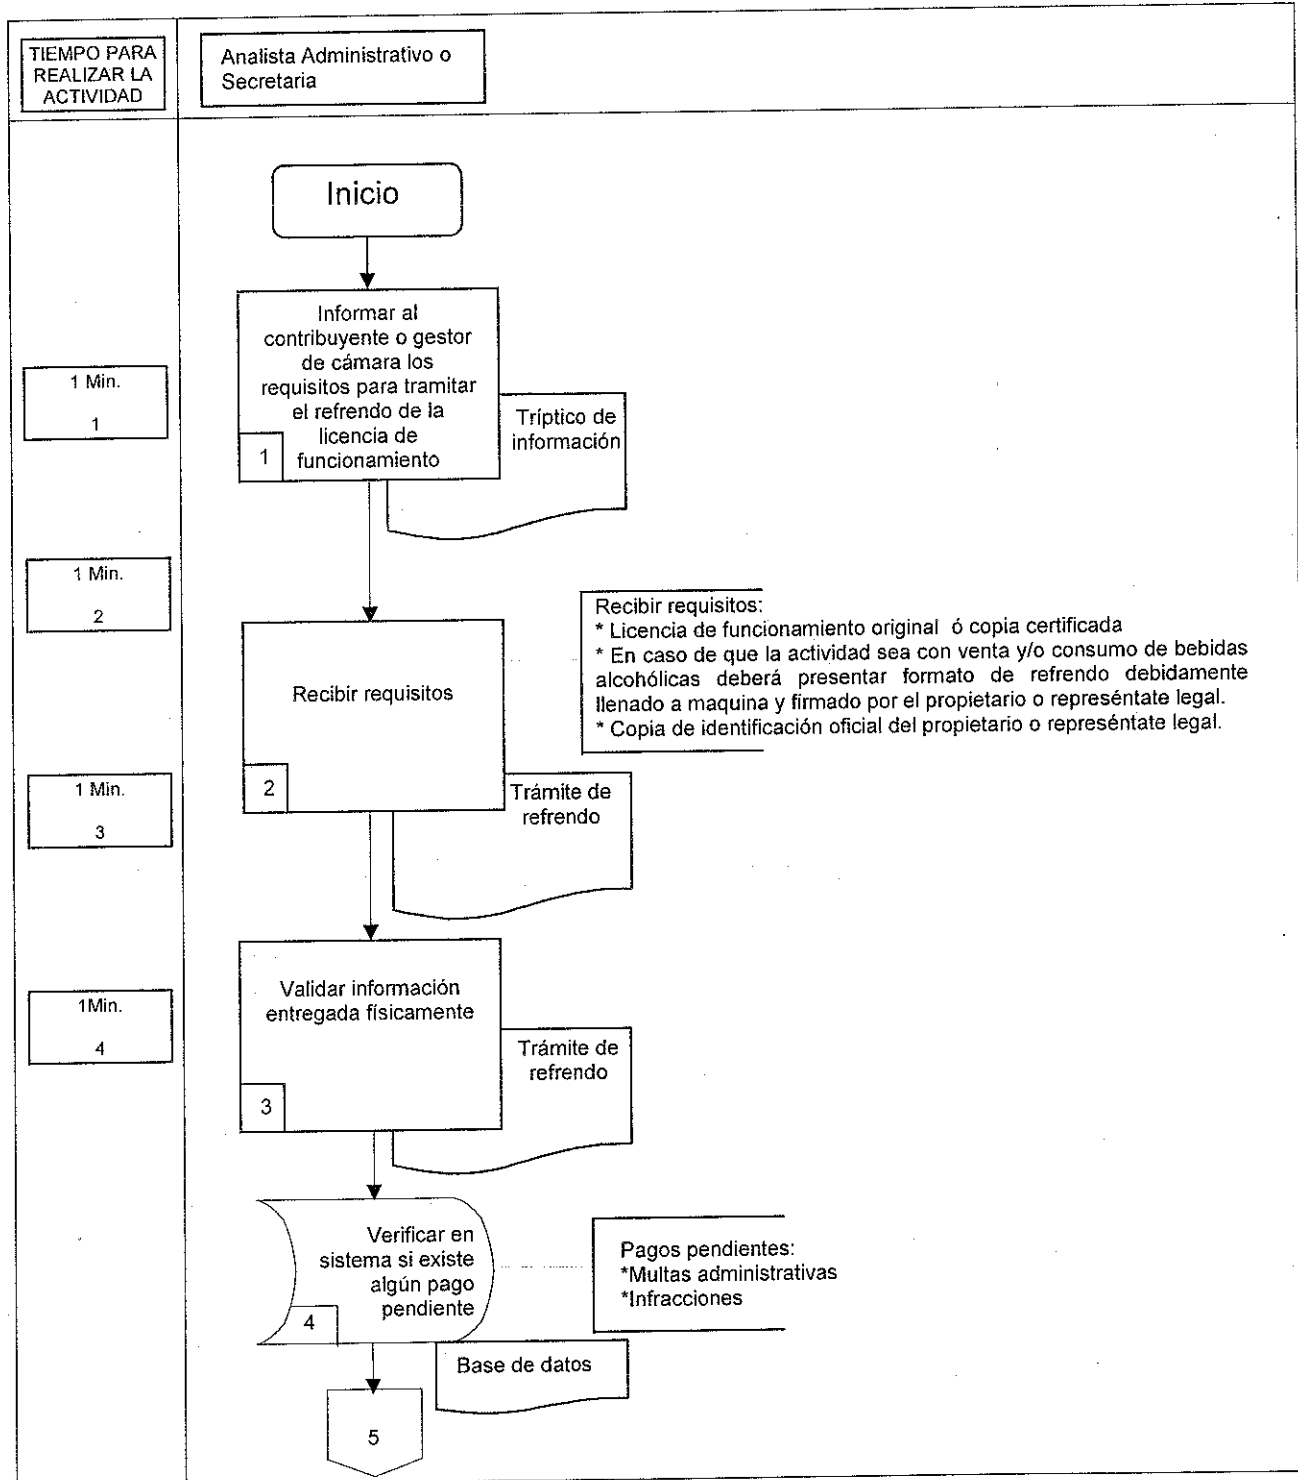 TIEMPO PARA
REALIZAR LA
ACTIVIDAD
Analista Administrativo o
Secretaria
Inicio
Informar al
contribuyente o gestor
de cámara los
requisitos para tramitar
el refrendo de la
licencia de
funcionamiento
1
Tríptico de
información
1 Min.
1
1 Min.
2
Recibir requisitos
2
Recibir requisitos:
* Licencia de funcionamiento original ó copia certificada
* En caso de que la actividad sea con venta y/o consumo de bebidas
alcohólicas deberá presentar formato de refrendo debidamente
llenado a maquina y firmado por el propietario o represéntate legal.
* Copia de identificación oficial del propietario o represéntate legal.
Trámite de
refrendo
1 Min.
3
Validar información
entregada físicamente
3
Trámite de
refrendo
1Min.
4
Verificar en
sistema si existe
algún pago
pendiente
4
Pagos pendientes:
*Multas administrativas
*Infracciones
Base de datos
5